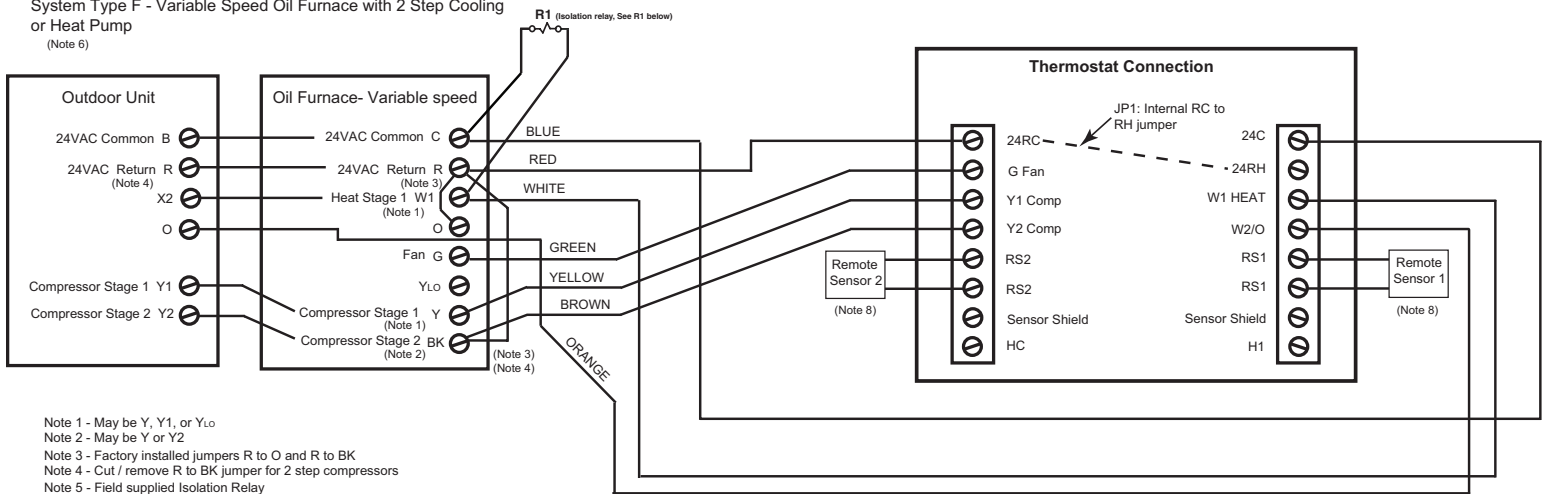 System Type F - Variable Speed Oil Furnace with 2 Step Cooling
or Heat Pump
(Note 6)
R1 (Isolation relay, See R1 below)
Outdoor Unit
24VAC Common B
24VAC Return R
(Note 4)
X2
O
Compressor Stage 1 Y1
Compressor Stage 2 Y2
Oil Furnace- Variable speed
24VAC Common C
24VAC Return R
(Note 3)
Heat Stage 1 W1
(Note 1)
O
Fan G
YLO
Compressor Stage 1 Y
(Note 1)
Compressor Stage 2 BK
(Note 2)
(Note 3)
(Note 4)
BLUE
RED
WHITE
GREEN
YELLOW
BROWN
ORANGE
Thermostat Connection
JP1: Internal RC to
RH jumper
24RC
G Fan
Y1 Comp
Y2 Comp
RS2
RS2
Sensor Shield
HC
24C
24RH
W1 HEAT
W2/O
RS1
RS1
Sensor Shield
H1
Remote
Sensor 2
(Note 8)
Remote
Sensor 1
(Note 8)
Note 1 - May be Y, Y1, or YLO
Note 2 - May be Y or Y2
Note 3 - Factory installed jumpers R to O and R to BK
Note 4 - Cut / remove R to BK jumper for 2 step compressors
Note 5 - Field supplied Isolation Relay